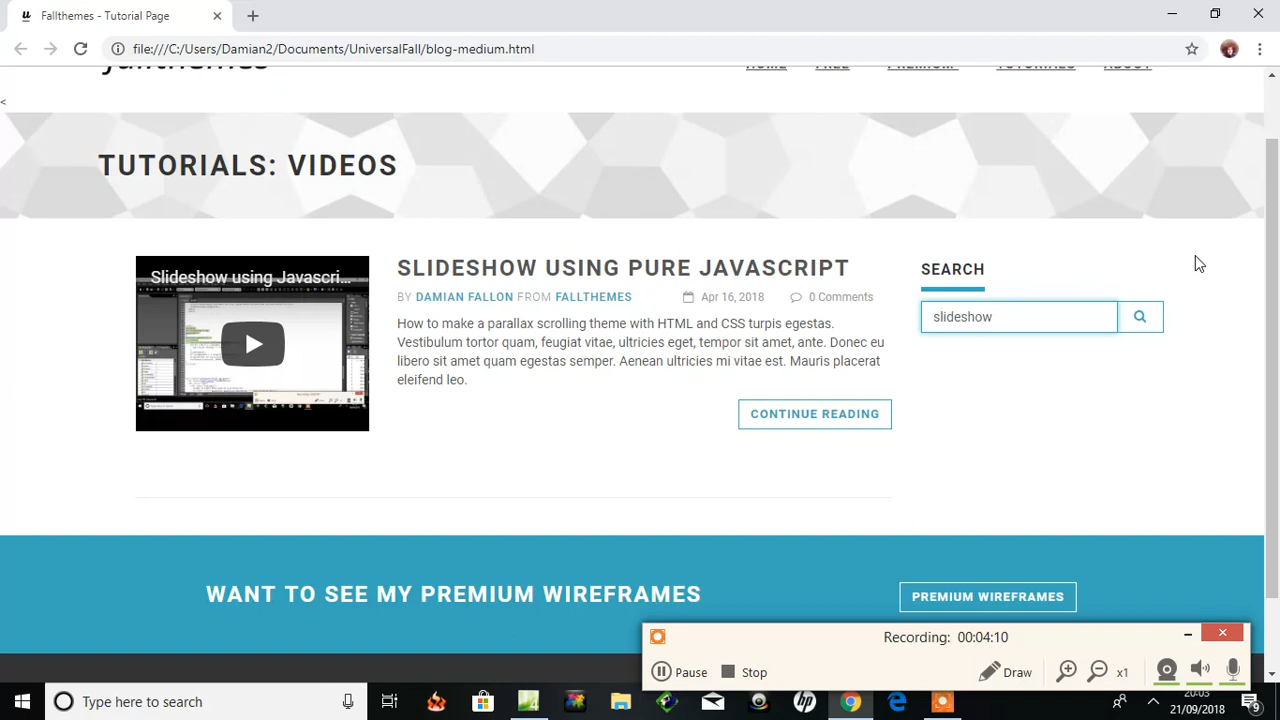 Fallthemes - Tutorial Page
file:///C:/Users/Damian2/Documents/UniversalFall/blog-medium.html
fallthemes
HOME FREE PREMIUM TUTORIALS ABOUT
<
TUTORIALS: VIDEOS
Slideshow using Javascri...
SLIDESHOW USING PURE JAVASCRIPT
BY DAMIAN FALLON FROM FALLTHEMES Apr 16, 2018 0 Comments
How to make a parallax scrolling theme with HTML and CSS turpis egestas.
Vestibulum tortor quam, feugiat vitae, ultricies eget, tempor sit amet, ante. Donec eu
libero sit amet quam egestas semper. Aenean ultricies mi vitae est. Mauris placerat
eleifend leo.
CONTINUE READING
SEARCH
slideshow
WANT TO SEE MY PREMIUM WIREFRAMES
PREMIUM WIREFRAMES
Recording: 00:04:10
Pause Stop Draw x1
Type here to search
20:03
21/09/2018
9